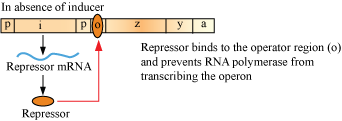 In absence of inducer
p i p o z y a
Repressor mRNA
Repressor
Repressor binds to the operator region (o)
and prevents RNA polymerase from
transcribing the operon